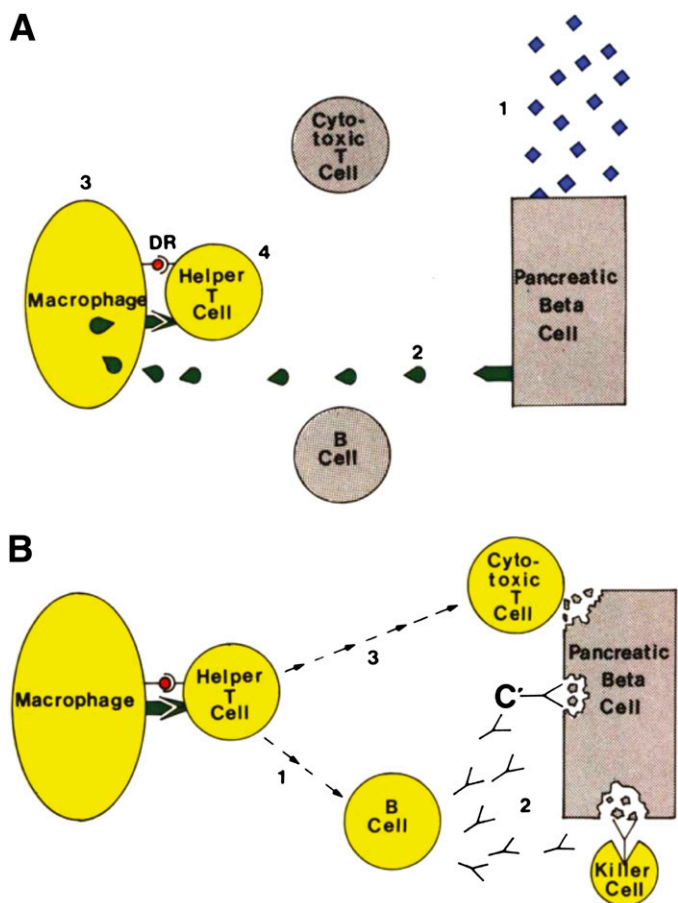 A
1
Cyto-
toxic
T
Cell
3
DR
4
Helper
T
Cell
Macrophage
Pancreatic
Beta
Cell
2
B
Cell
B
Cyto-
toxic
T
Cell
3
Pancreatic
Beta
Cell
Macrophage
Helper
T
Cell
C'
1
B
Cell
2
Killer
Cell